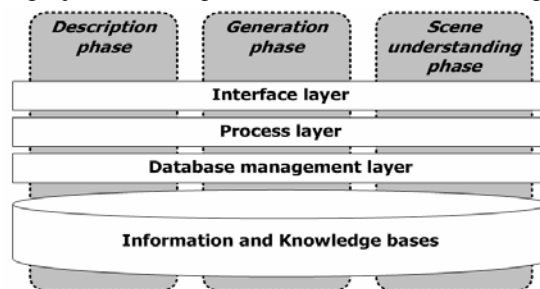 Description
phase
Generation
phase
Scene
understanding
phase
Interface layer
Process layer
Database management layer
Information and Knowledge bases